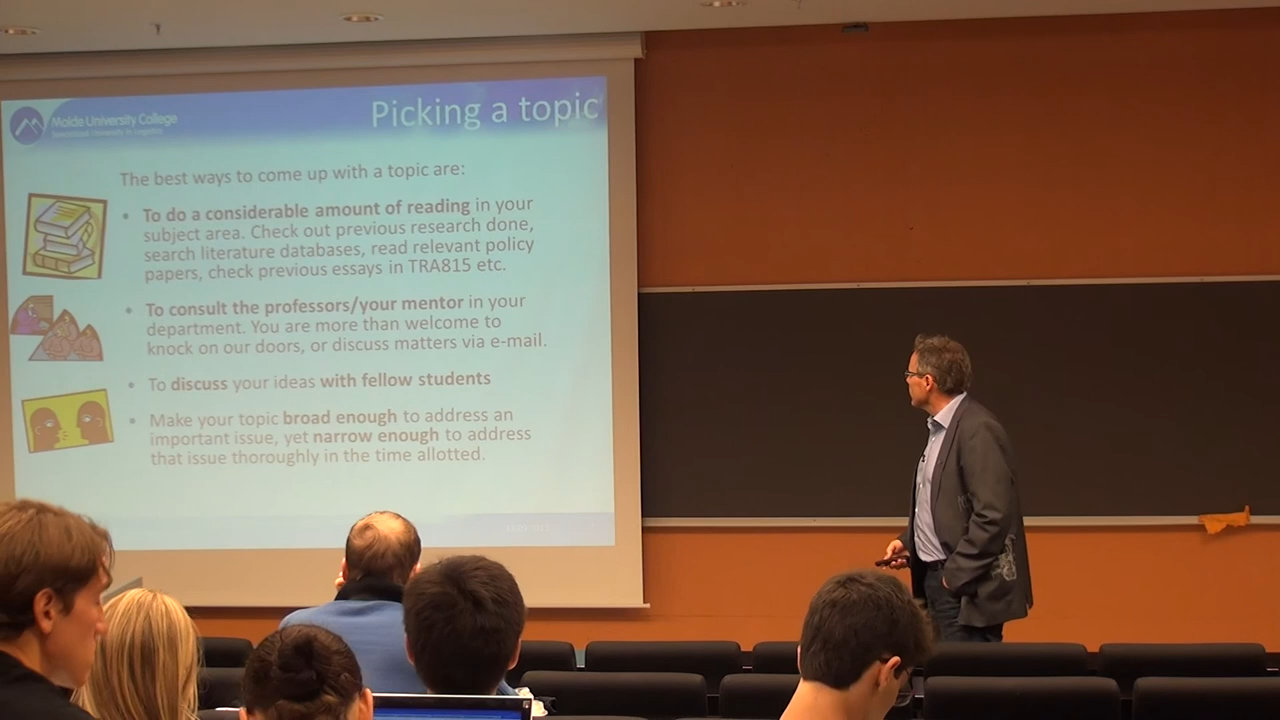 Molde University College
Specialized University in Logistics
Picking a topic
The best ways to come up with a topic are:
• To do a considerable amount of reading in your
subject area. Check out previous research done,
search literature databases, read relevant policy
papers, check previous essays in TRA815 etc.
• To consult the professors/your mentor in your
department. You are more than welcome to
knock on our doors, or discuss matters via e-mail.
• To discuss your ideas with fellow students
• Make your topic broad enough to address an
important issue, yet narrow enough to address
that issue thoroughly in the time allotted.